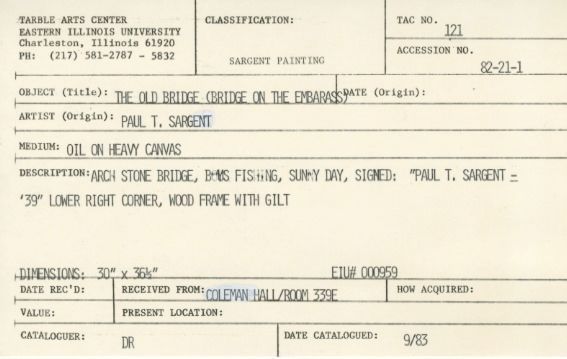 TARBLE ARTS CENTER
EASTERN ILLINOIS UNIVERSITY
Charleston, Illinois 61920
PH: (217) 581-2787 - 5832
CLASSIFICATION:
SARGENT PAINTING
TAC NO.
121
ACCESSION NO.
82-21-1
OBJECT (Title): THE OLD BRIDGE (BRIDGE ON THE EMBARASS) DATE (Origin):
ARTIST (Origin): PAUL T. SARGENT
MEDIUM: OIL ON HEAVY CANVAS
DESCRIPTION: ARCH STONE BRIDGE, BOYS FISHING, SUNNY DAY, SIGNED: "PAUL T. SARGENT –
'39" LOWER RIGHT CORNER, WOOD FRAME WITH GILT
DIMENSIONS: 30" x 36½" EIU# 000959
DATE REC'D: RECEIVED FROM: COLEMAN HALL/ROOM 339E HOW ACQUIRED:
VALUE: PRESENT LOCATION:
CATALOGUER: DR DATE CATALOGUED: 9/83